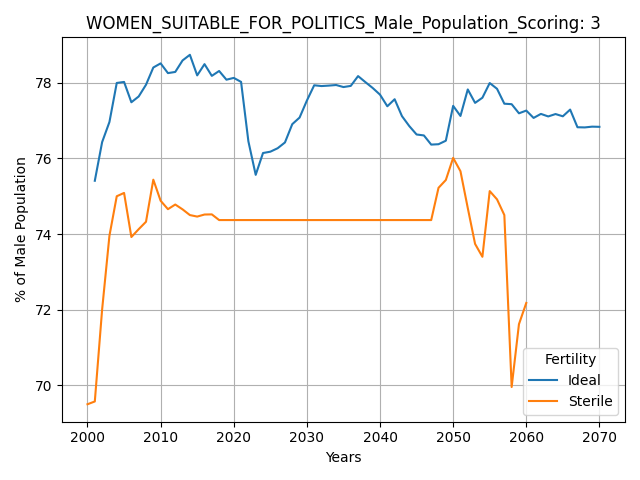 WOMEN_SUITABLE_FOR_POLITICS_Male_Population_Scoring: 3
% of Male Population
78
76
74
72
70
Fertility
Ideal
Sterile
2000 2010 2020 2030 2040 2050 2060 2070
Years